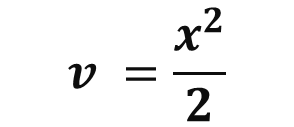 v = x²/2